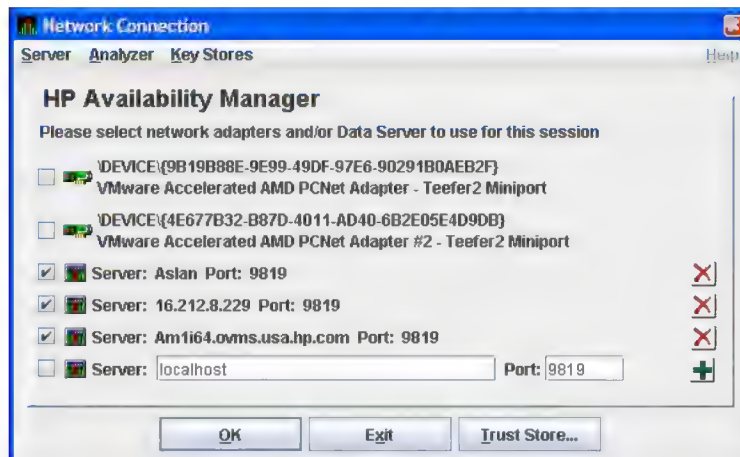 Network Connection
Server Analyzer Key Stores Help
HP Availability Manager
Please select network adapters and/or Data Server to use for this session
\DEVICE\{9B19B88E-9E99-49DF-97E6-90291B0AEB2F}
VMware Accelerated AMD PCNet Adapter - Teefer2 Miniport
\DEVICE\{4E677B32-B87D-4011-AD40-6B2E05E4D9DB}
VMware Accelerated AMD PCNet Adapter #2 - Teefer2 Miniport
Server: Aslan Port: 9819
Server: 16.212.8.229 Port: 9819
Server: Am1i64.ovms.usa.hp.com Port: 9819
Server: localhost Port: 9819
OK Exit Trust Store...